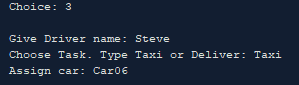 Choice: 3
Give Driver name: Steve
Choose Task. Type Taxi or Deliver: Taxi
Assign car: Car06